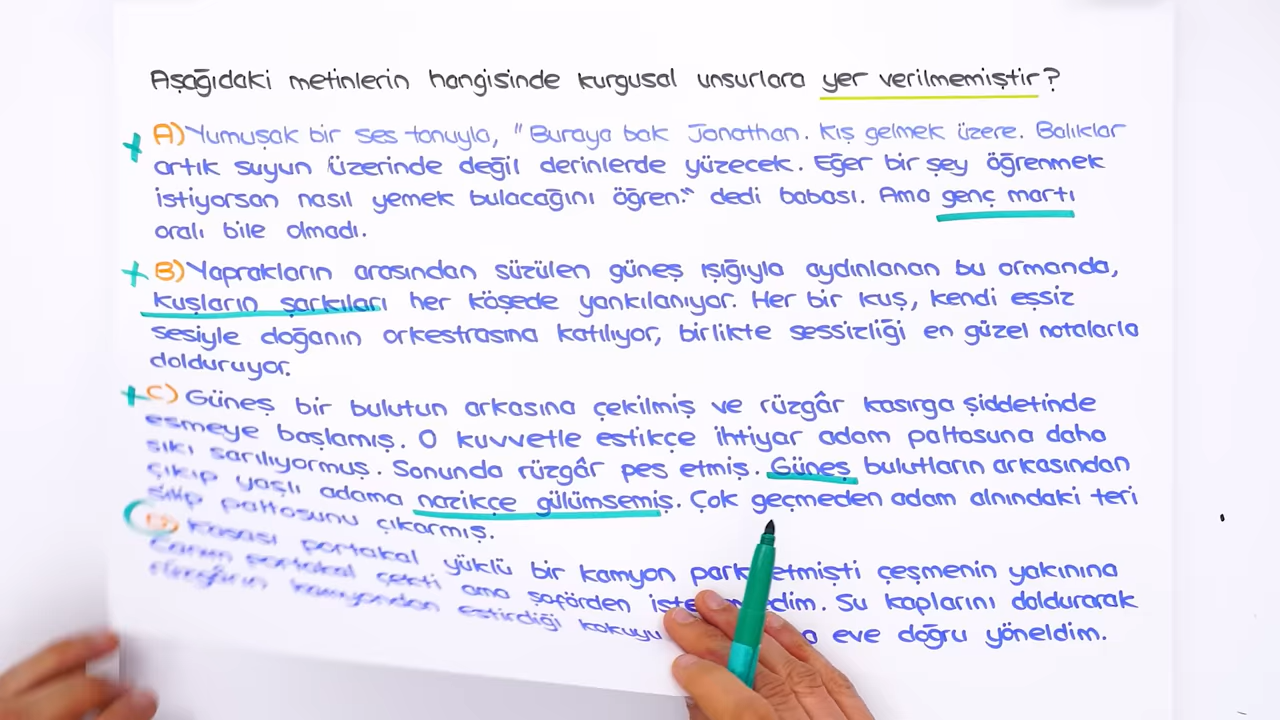 Aşağıdaki metinlerin hangisinde kurgusal unsurlara yer verilmemiştir?
A) Yumuşak bir ses tonuyla, "Buraya bak Jonathan. Kış gelmek üzere. Balıklar
artık suyun üzerinde değil derinlerde yüzecek. Eğer bir şey öğrenmek
istiyorsan nasıl yemek bulacağını öğren." dedi babası. Ama genç martı
oralı bile olmadı.
B) Yaprakların arasından süzülen güneş ışığıyla aydınlanan bu ormanda,
kuşların şarkıları her köşede yankılanıyor. Her bir kuş, kendi eşsiz
sesiyle doğanın orkestrasına katılıyor, birlikte sessizliği en güzel notalarla
dolduruyor.
C) Güneş bir bulutun arkasına çekilmiş ve rüzgâr kasırga şiddetinde
esmeye başlamış. O kuvvetle estikçe ihtiyar adam paltosuna daha
sıkı sarılıyormuş. Sonunda rüzgâr pes etmiş. Güneş bulutların arkasından
çıkıp yaşlı adama nazikçe gülümsemiş. Çok geçmeden adam alnındaki teri
silip paltosunu çıkarmış.
D) Kasası portakal yüklü bir kamyon park etmişti çeşmenin yakınına
Canım portakal çekti ama şoförden Su kaplarını doldurarak
rüzgârın kamyondan estirdiği kokuyu eve doğru yöneldim.